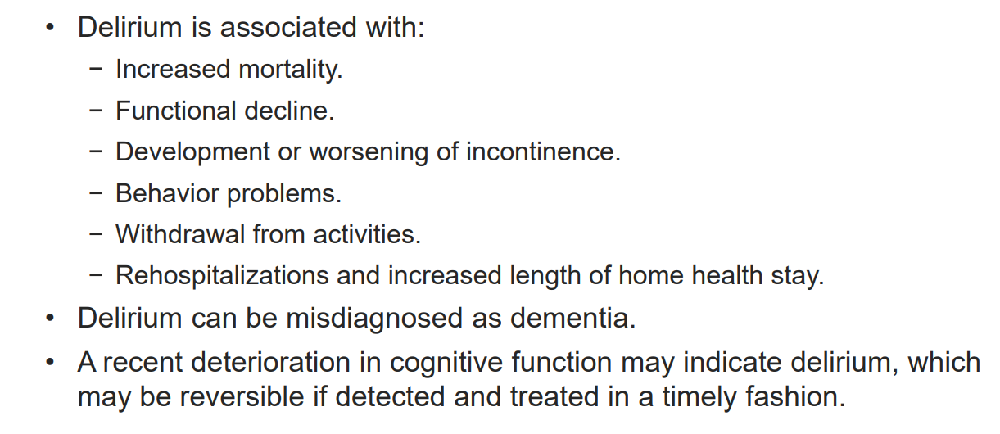 • Delirium is associated with:
− Increased mortality.
− Functional decline.
− Development or worsening of incontinence.
− Behavior problems.
− Withdrawal from activities.
− Rehospitalizations and increased length of home health stay.
• Delirium can be misdiagnosed as dementia.
• A recent deterioration in cognitive function may indicate delirium, which
may be reversible if detected and treated in a timely fashion.